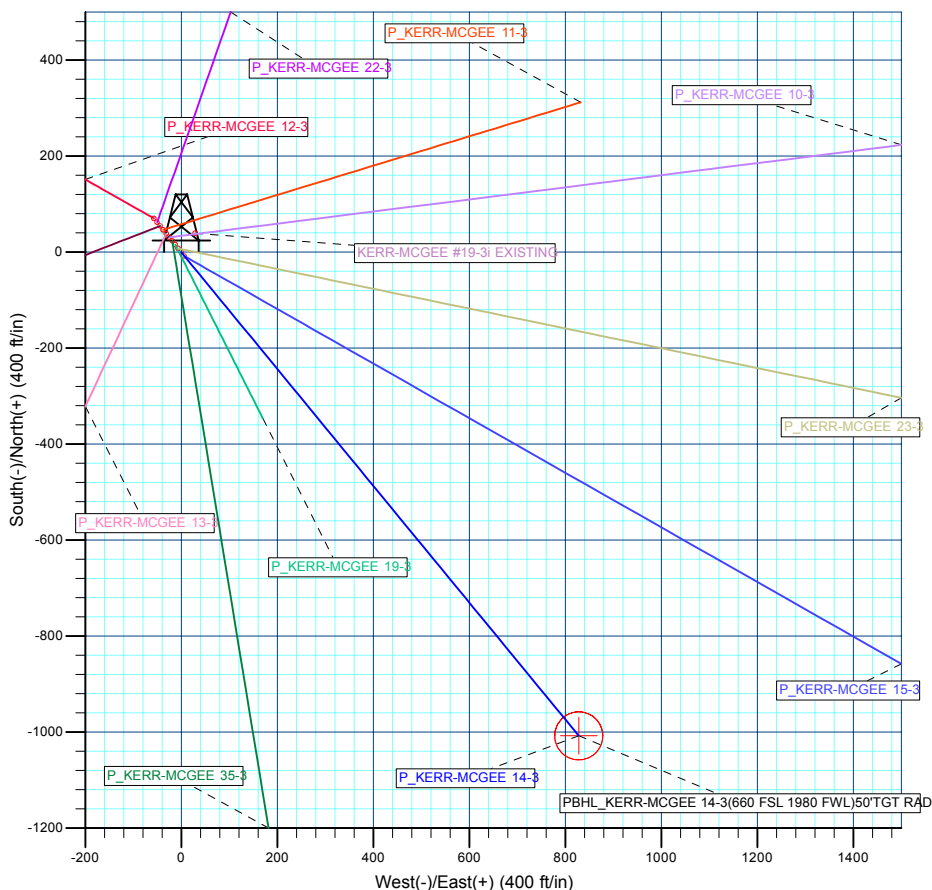 P_KERR-MCGEE 11-3
400
P_KERR-MCGEE 22-3
P_KERR-MCGEE 10-3
P_KERR-MCGEE 12-3
200
KERR-MCGEE #19-3i EXISTING
0
-200
P_KERR-MCGEE 23-3
-400
P_KERR-MCGEE 13-3
-600
P_KERR-MCGEE 19-3
-800
P_KERR-MCGEE 15-3
-1000
P_KERR-MCGEE 35-3
P_KERR-MCGEE 14-3
PBHL_KERR-MCGEE 14-3(660 FSL 1980 FWL)50'TGT RAD
-1200
South(-)/North(+) (400 ft/in)
-200 0 200 400 600 800 1000 1200 1400
West(-)/East(+) (400 ft/in)